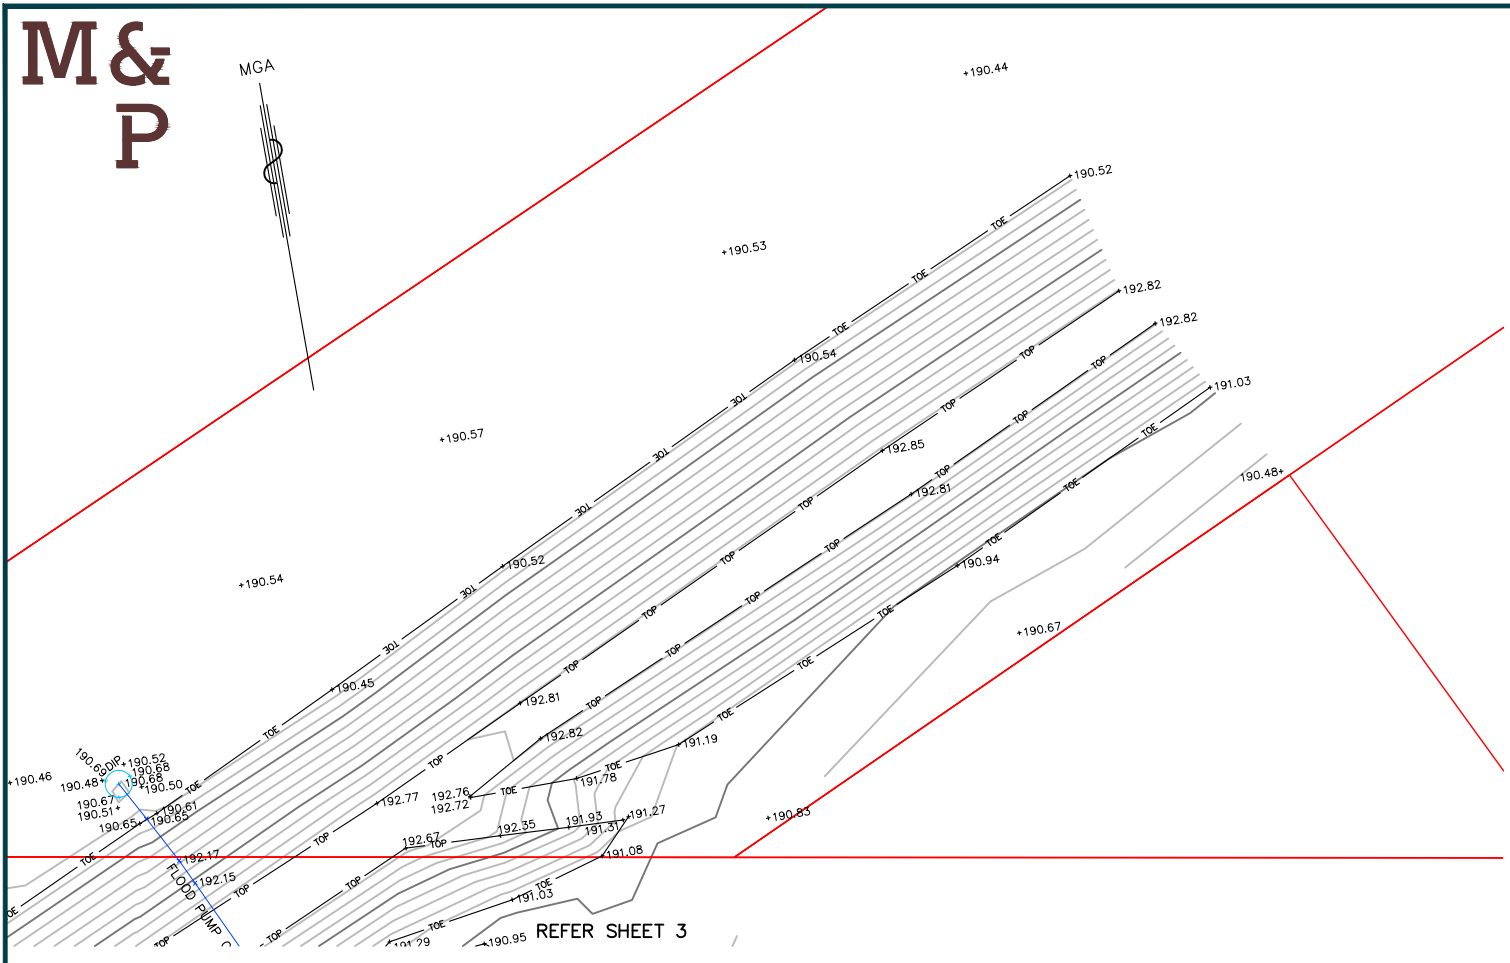 M&
P
MGA
+190.44
+190.52
TOE
+190.53
TOE
+192.82
+192.82
TOE
+190.54
TOP
TOP
+191.03
TOE
TOP
TOP
TOE
+190.57
+192.85
TOE
TOP
190.48+
TOE
+192.81
TOE
TOE
TOP
TOE
TOP
TOP
+190.52
+190.94
+190.54
TOE
TOP
TOP
TOE
+190.67
TOE
TOP
TOP
TOE
+190.45
+192.81
TOP
TOE
TOE
+192.82
+191.19
190.69
DIP
+190.52
190.68
TOP
TOE
+190.46
190.48+
+190.68
+190.50
TOE
191.78
192.76
TOE
190.67
192.72
+192.77
190.51+
+190.61
+190.83
190.65+
+190.65
192.35
191.93
191.31
+191.27
192.67
TOP
TOP
+192.17
TOE
+191.08
+192.15
TOP
TOP
TOE
+191.03
FLOOD PUMP
TOE
TOP
TOP
191.29
+190.95
REFER SHEET 3